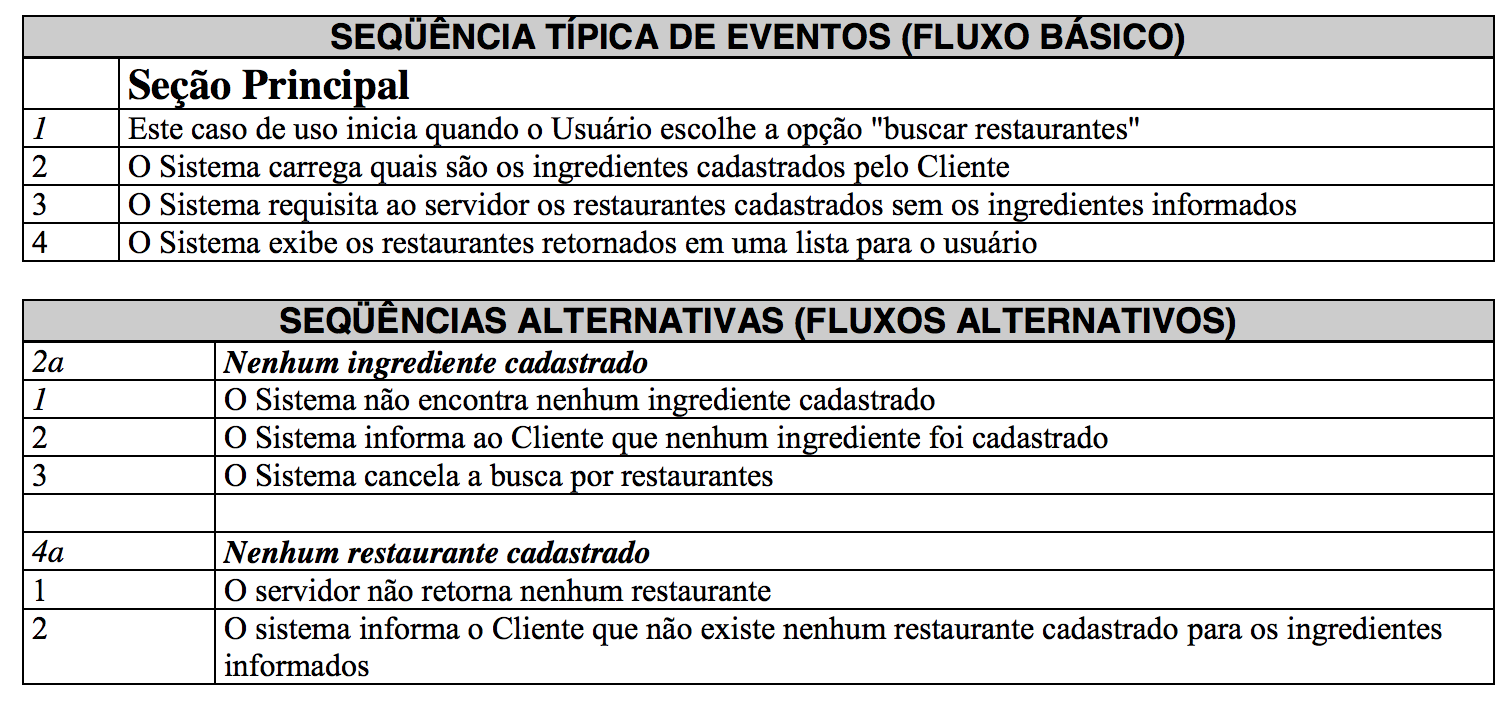 SEQÜÊNCIA TÍPICA DE EVENTOS (FLUXO BÁSICO)
Seção Principal
1 Este caso de uso inicia quando o Usuário escolhe a opção "buscar restaurantes"
2 O Sistema carrega quais são os ingredientes cadastrados pelo Cliente
3 O Sistema requisita ao servidor os restaurantes cadastrados sem os ingredientes informados
4 O Sistema exibe os restaurantes retornados em uma lista para o usuário
SEQÜÊNCIAS ALTERNATIVAS (FLUXOS ALTERNATIVOS)
2a Nenhum ingrediente cadastrado
1 O Sistema não encontra nenhum ingrediente cadastrado
2 O Sistema informa ao Cliente que nenhum ingrediente foi cadastrado
3 O Sistema cancela a busca por restaurantes
4a Nenhum restaurante cadastrado
1 O servidor não retorna nenhum restaurante
2 O sistema informa o Cliente que não existe nenhum restaurante cadastrado para os ingredientes
informados